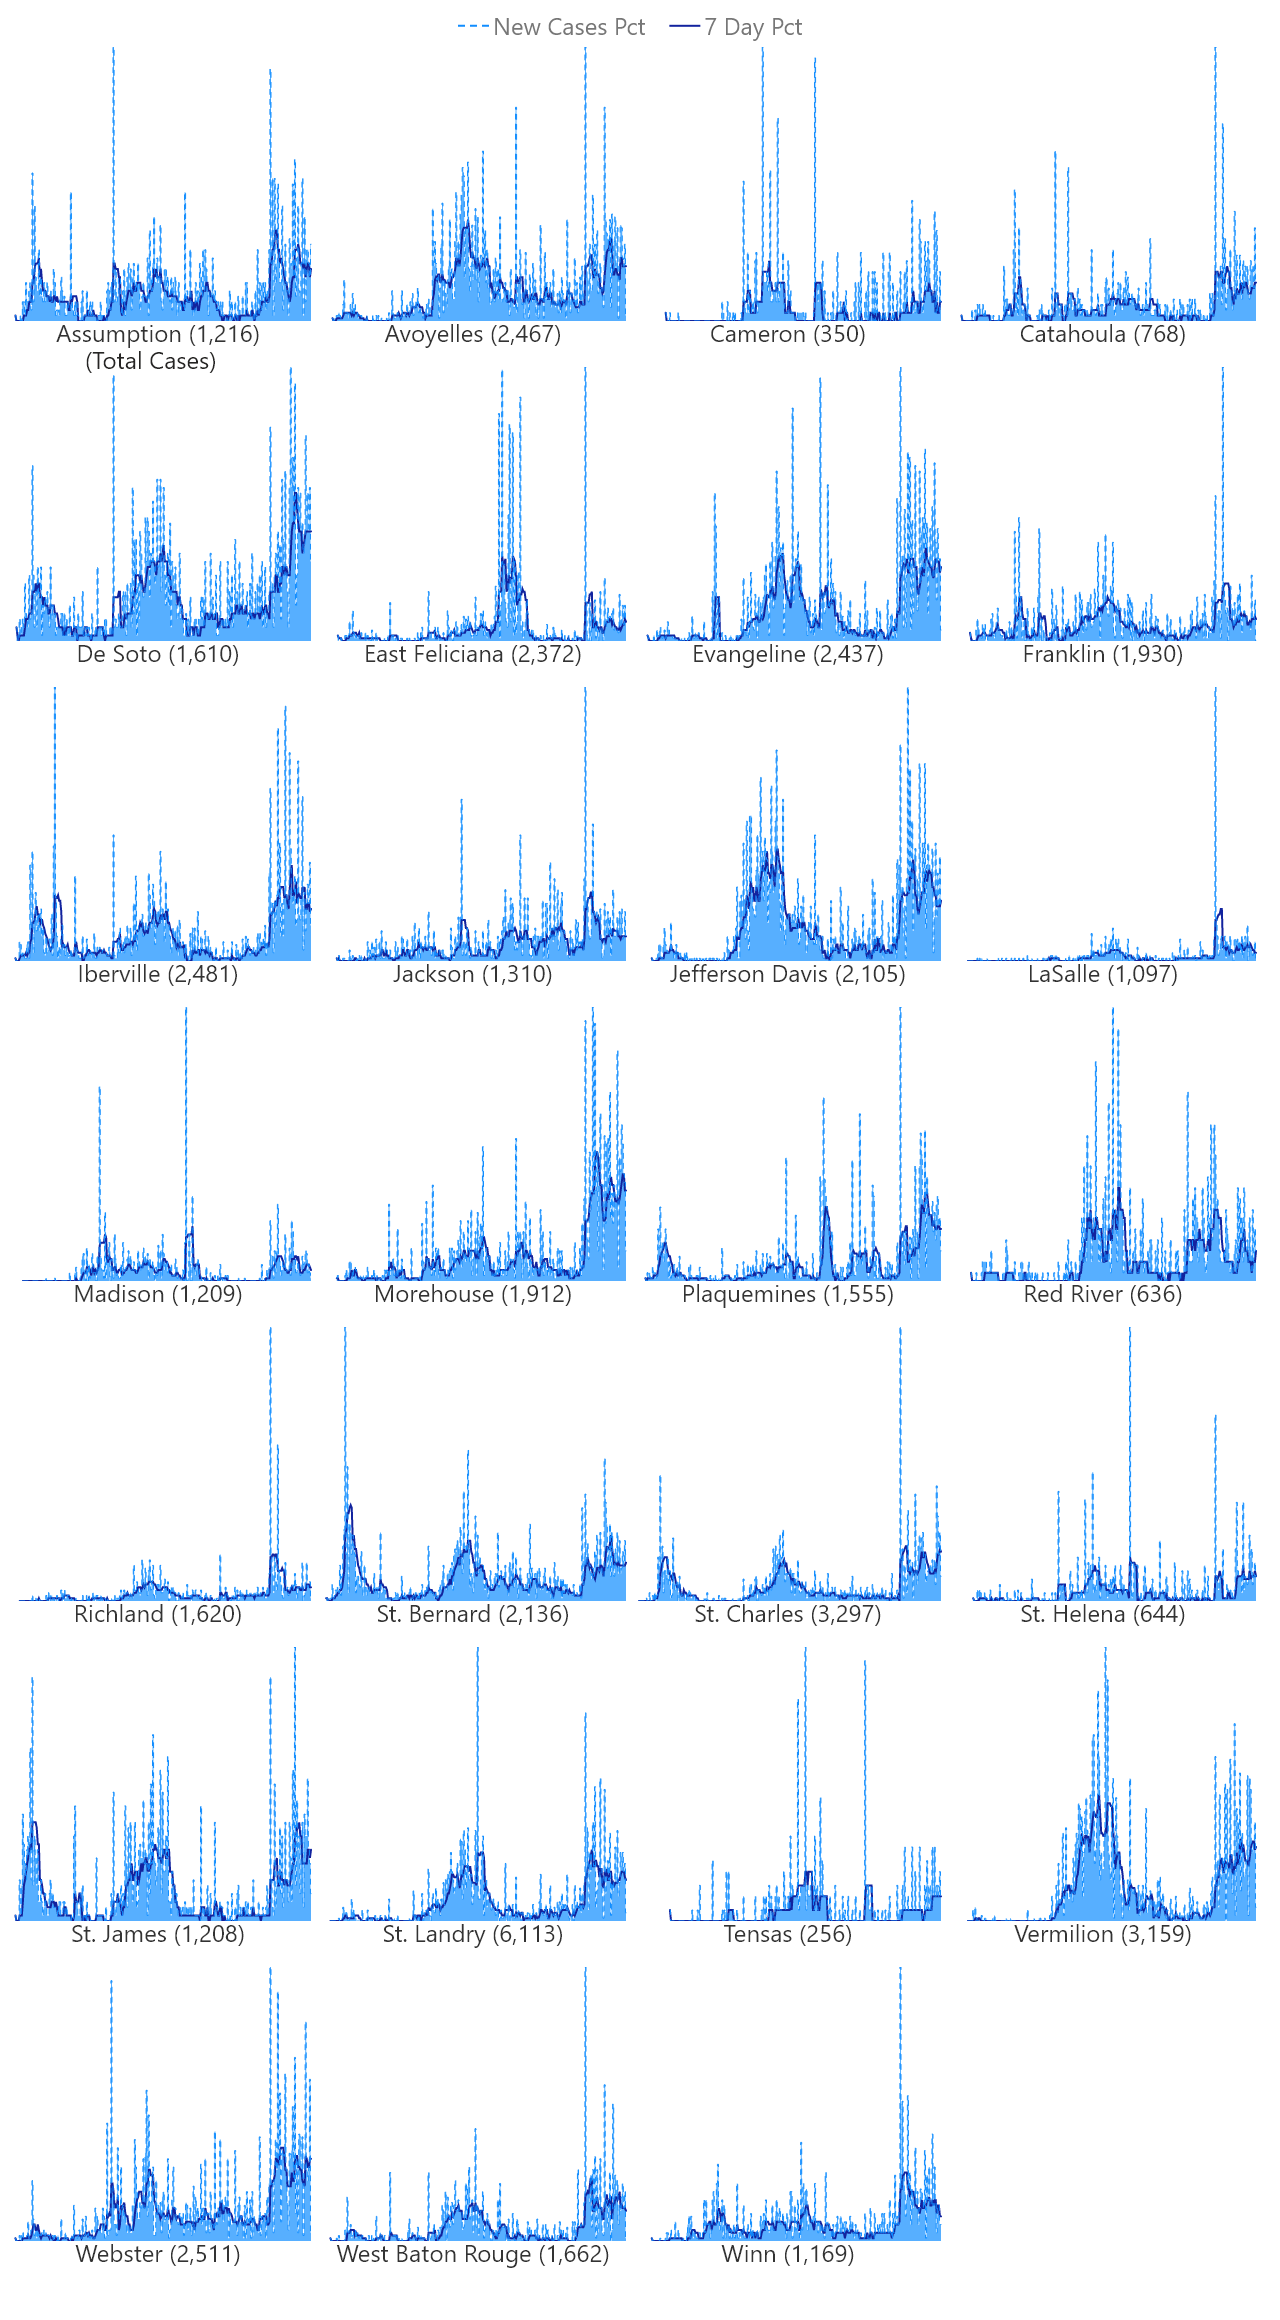 New Cases Pct 7 Day Pct
Assumption (1,216) Avoyelles (2,467) Cameron (350) Catahoula (768)
(Total Cases)
De Soto (1,610) East Feliciana (2,372) Evangeline (2,437) Franklin (1,930)
Iberville (2,481) Jackson (1,310) Jefferson Davis (2,105) LaSalle (1,097)
Madison (1,209) Morehouse (1,912) Plaquemines (1,555) Red River (636)
Richland (1,620) St. Bernard (2,136) St. Charles (3,297) St. Helena (644)
St. James (1,208) St. Landry (6,113) Tensas (256) Vermilion (3,159)
Webster (2,511) West Baton Rouge (1,662) Winn (1,169)